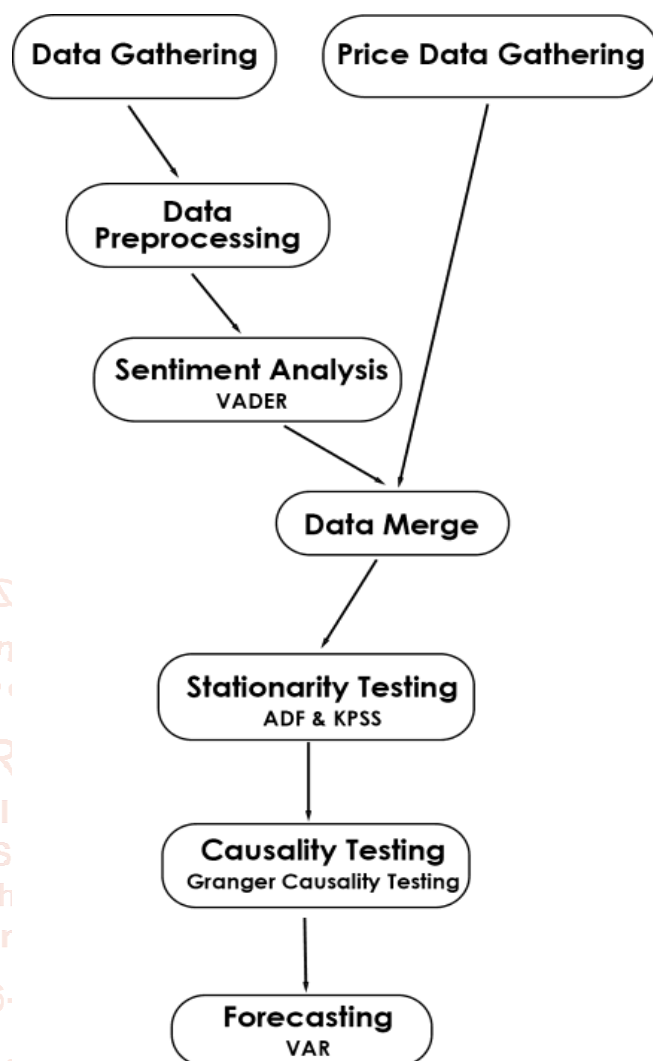 Data Gathering
Price Data Gathering
Data
Preprocessing
Sentiment Analysis
VADER
Data Merge
Stationarity Testing
ADF & KPSS
Causality Testing
Granger Causality Testing
Forecasting
VAR